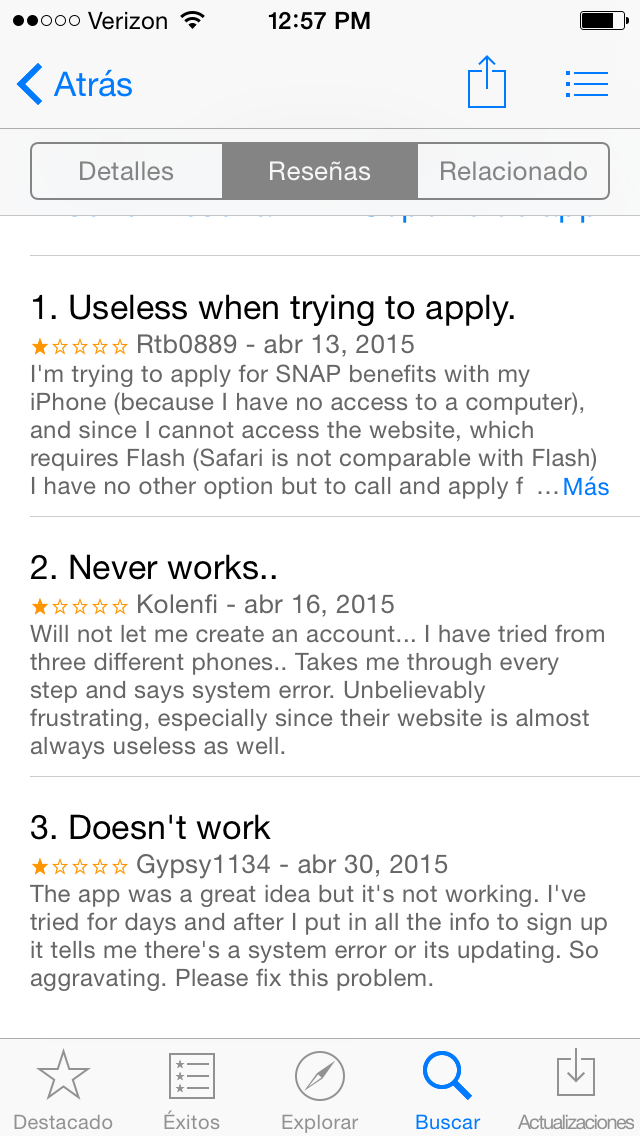 Verizon 12:57 PM
Atrás
Detalles Reseñas Relacionado
1. Useless when trying to apply.
Rtb0889 - abr 13, 2015
I'm trying to apply for SNAP benefits with my
iPhone (because I have no access to a computer),
and since I cannot access the website, which
requires Flash (Safari is not comparable with Flash)
I have no other option but to call and apply f ...Más
2. Never works..
Kolenfi - abr 16, 2015
Will not let me create an account... I have tried from
three different phones.. Takes me through every
step and says system error. Unbelievably
frustrating, especially since their website is almost
always useless as well.
3. Doesn't work
Gypsy1134 - abr 30, 2015
The app was a great idea but it's not working. I've
tried for days and after I put in all the info to sign up
it tells me there's a system error or its updating. So
aggravating. Please fix this problem.
Destacado Éxitos Explorar Buscar Actualizaciones